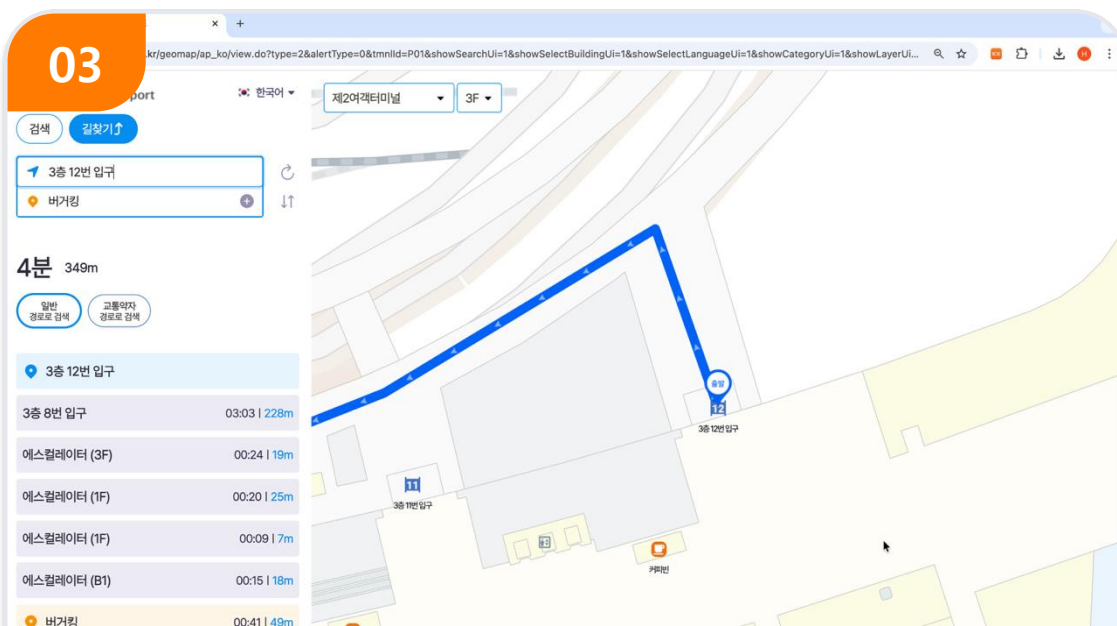 03
× +
.kr/geomap/ap_ko/view.do?type=2&alertType=0&tmnlId=P01&showSearchUi=1&showSelectBuildingUi=1&showSelectLanguageUi=1&showCategoryUi=1&showLayerUi...
port
한국어
제2여객터미널
3F
검색
길찾기
3층 12번 입구
버거킹
4분 349m
일반
경로로 검색
교통약자
경로로 검색
3층 12번 입구
3층 8번 입구 03:03 | 228m
에스컬레이터 (3F) 00:24 | 19m
에스컬레이터 (1F) 00:20 | 25m
에스컬레이터 (1F) 00:09 | 7m
에스컬레이터 (B1) 00:15 | 18m
버거킹 00:41 | 49m
출발
12
3층 12번 입구
11
3층 11번 입구
커피빈